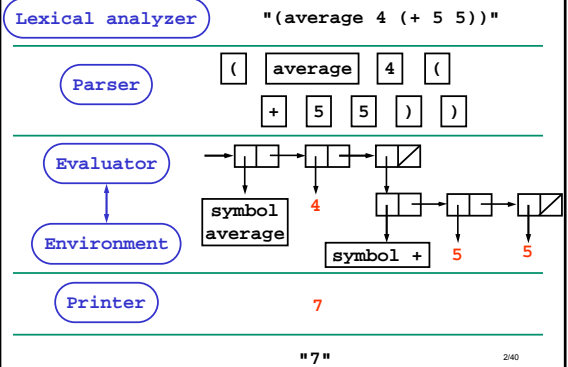 Lexical analyzer "(average 4 (+ 5 5))"
Parser ( average 4 (
+ 5 5 ) )
Evaluator
symbol average 4
Environment symbol + 5 5
Printer 7
"7" 2/40